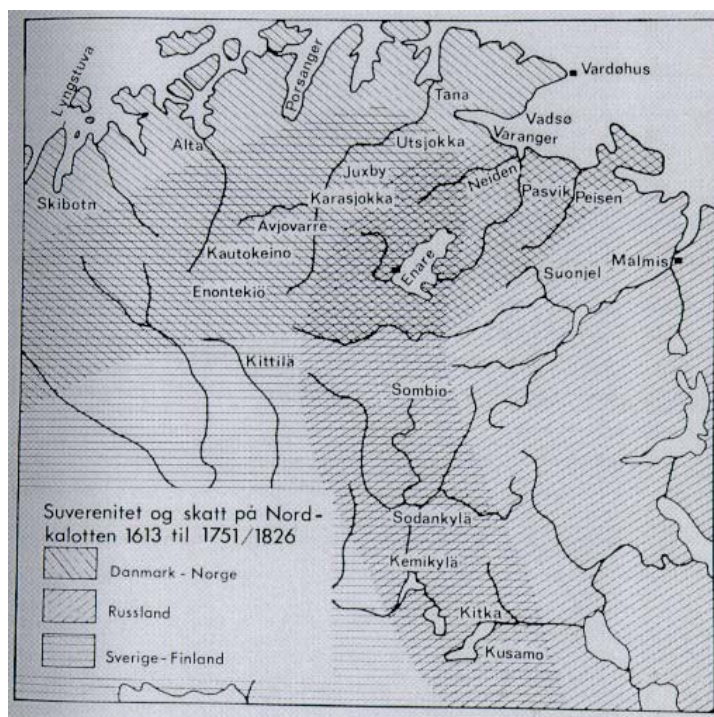 Lyngstuva
Porsanger
Vardøhus
Tana
Vadsø
Varanger
Alta
Utsjokka
Juxby
Neiden
Pasvik
Peisen
Skibotn
Karasjokka
Avjovarre
Kautokeino
Enare
Målmis
Suonjel
Enontekiö
Kittilä
Sombio
Suverenitet og skatt på Nord-
kalotten 1613 til 1751/1826
Danmark - Norge
Russland
Sverige - Finland
Sodankylä
Kemikylä
Kitka
Kusamo